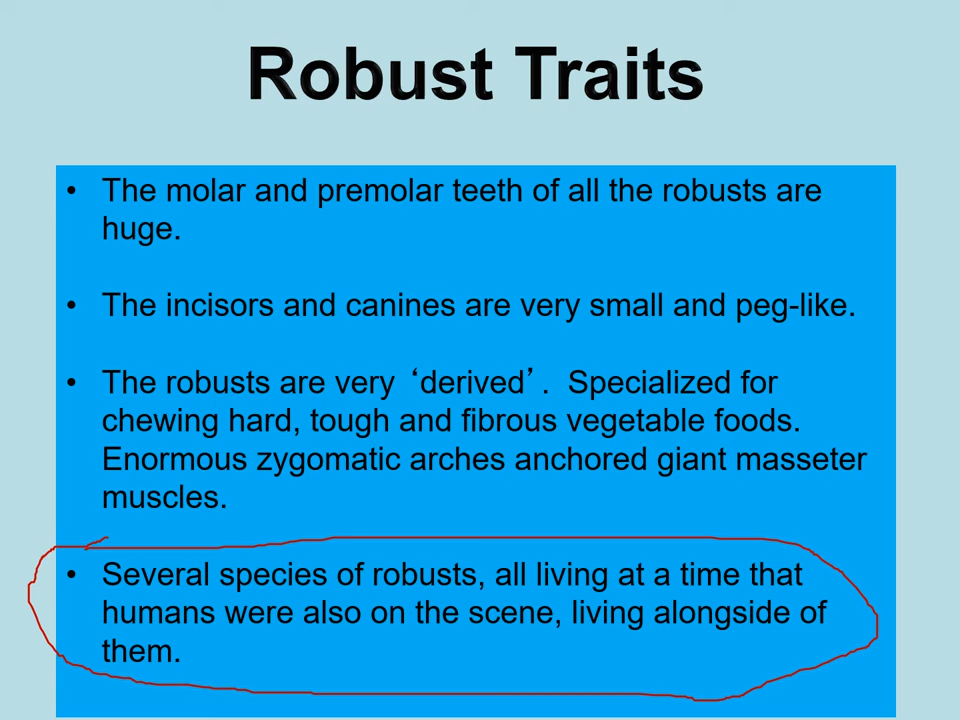 Robust Traits
• The molar and premolar teeth of all the robusts are
huge.
• The incisors and canines are very small and peg-like.
• The robusts are very ‘derived’. Specialized for
chewing hard, tough and fibrous vegetable foods.
Enormous zygomatic arches anchored giant masseter
muscles.
• Several species of robusts, all living at a time that
humans were also on the scene, living alongside of
them.